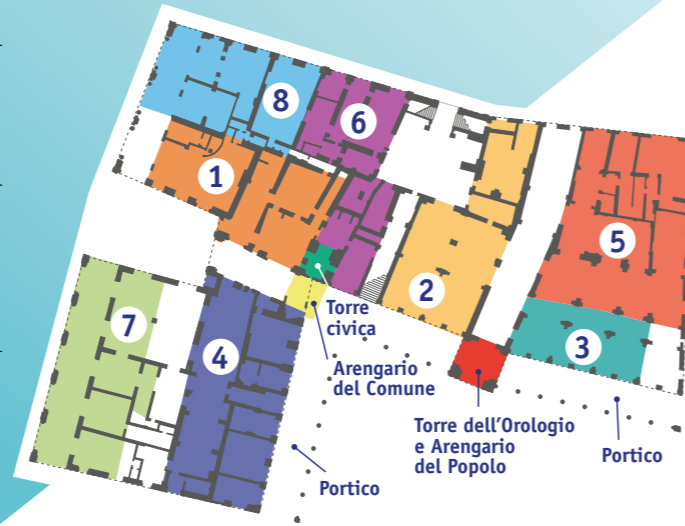 8
6
1
5
2
7
4
3
Torre
civica
Arengario
del Comune
Torre dell'Orologio
e Arengario
del Popolo
Portico
Portico